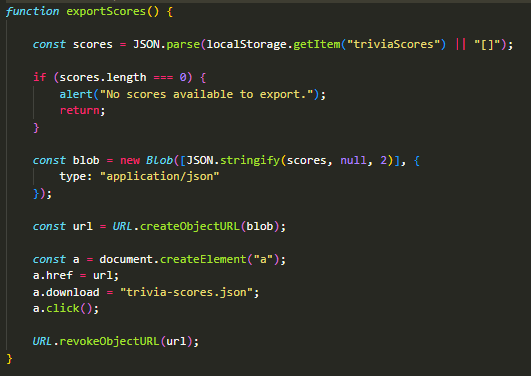 function exportScores() {
const scores = JSON.parse(localStorage.getItem("triviaScores") || "[]");
if (scores.length === 0) {
alert("No scores available to export.");
return;
}
const blob = new Blob([JSON.stringify(scores, null, 2)], {
type: "application/json"
});
const url = URL.createObjectURL(blob);
const a = document.createElement("a");
a.href = url;
a.download = "trivia-scores.json";
a.click();
URL.revokeObjectURL(url);
}